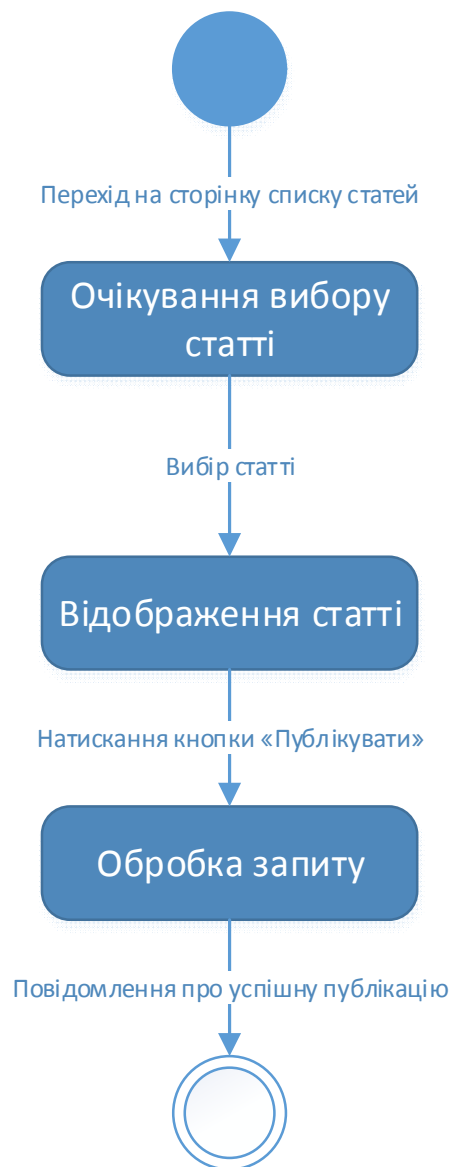 Перехід на сторінку списку статей
Очікування вибору
статті
Вибір статті
Відображення статті
Натискання кнопки «Публікувати»
Обробка запиту
Повідомлення про успішну публікацію